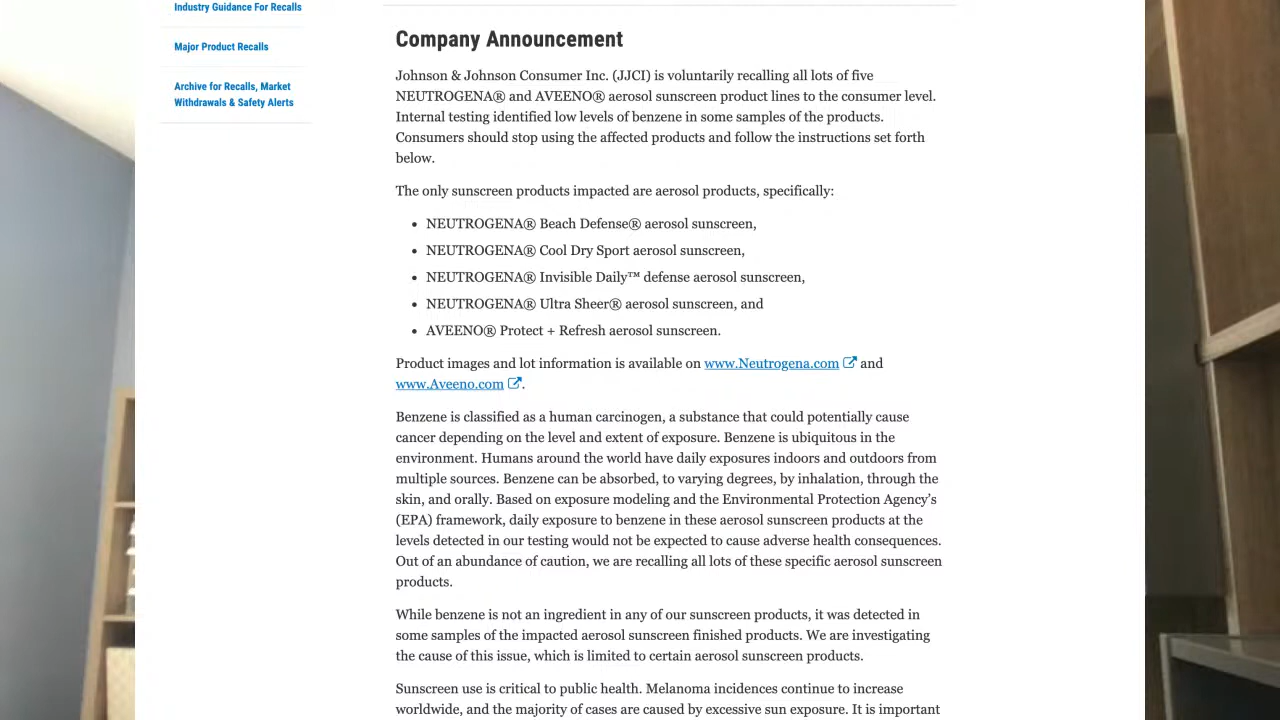 Industry Guidance For Recalls
Major Product Recalls
Archive for Recalls, Market
Withdrawals & Safety Alerts
Company Announcement
Johnson & Johnson Consumer Inc. (JJCI) is voluntarily recalling all lots of five
NEUTROGENA® and AVEENO® aerosol sunscreen product lines to the consumer level.
Internal testing identified low levels of benzene in some samples of the products.
Consumers should stop using the affected products and follow the instructions set forth
below.
The only sunscreen products impacted are aerosol products, specifically:
• NEUTROGENA® Beach Defense® aerosol sunscreen,
• NEUTROGENA® Cool Dry Sport aerosol sunscreen,
• NEUTROGENA® Invisible Daily™ defense aerosol sunscreen,
• NEUTROGENA® Ultra Sheer® aerosol sunscreen, and
• AVEENO® Protect + Refresh aerosol sunscreen.
Product images and lot information is available on www.Neutrogena.com and
www.Aveeno.com.
Benzene is classified as a human carcinogen, a substance that could potentially cause
cancer depending on the level and extent of exposure. Benzene is ubiquitous in the
environment. Humans around the world have daily exposures indoors and outdoors from
multiple sources. Benzene can be absorbed, to varying degrees, by inhalation, through the
skin, and orally. Based on exposure modeling and the Environmental Protection Agency's
(EPA) framework, daily exposure to benzene in these aerosol sunscreen products at the
levels detected in our testing would not be expected to cause adverse health consequences.
Out of an abundance of caution, we are recalling all lots of these specific aerosol sunscreen
products.
While benzene is not an ingredient in any of our sunscreen products, it was detected in
some samples of the impacted aerosol sunscreen finished products. We are investigating
the cause of this issue, which is limited to certain aerosol sunscreen products.
Sunscreen use is critical to public health. Melanoma incidences continue to increase
worldwide, and the majority of cases are caused by excessive sun exposure. It is important